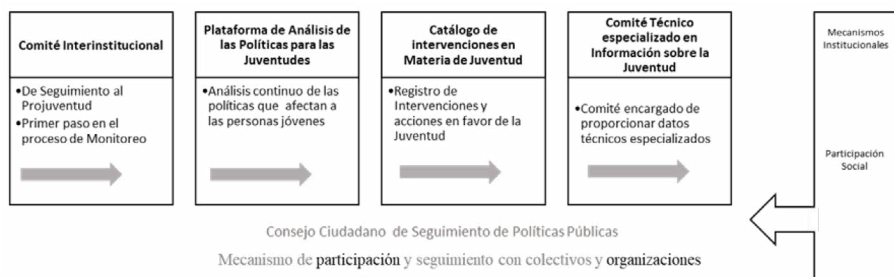 Comité Interinstitucional
•De Seguimiento al
Projuventud
•Primer paso en el
proceso de Monitoreo
Plataforma de Análisis de
las Políticas para las
Juventudes
•Análisis continuo de las
políticas que afectan a
las personas jóvenes
Catálogo de
intervenciones en
Materia de Juventud
•Registro de
Intervenciones y
acciones en favor de la
Juventud
Comité Técnico
especializado en
Información sobre la
Juventud
•Comité encargado de
proporcionar datos
técnicos especializados
Mecanismos
Institucionales
Participación
Social
Consejo Ciudadano de Seguimiento de Políticas Públicas
Mecanismo de participación y seguimiento con colectivos y organizaciones